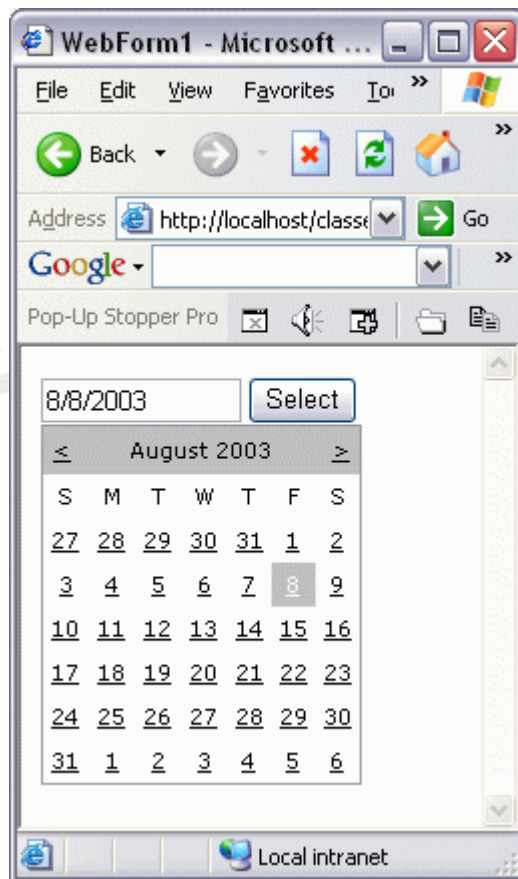 WebForm1 - Microsoft ...
File Edit View Favorites To »
Back »
Address http://localhost/classe Go
Google »
Pop-Up Stopper Pro
8/8/2003 Select
< August 2003 >
S M T W T F S
27 28 29 30 31 1 2
3 4 5 6 7 8 9
10 11 12 13 14 15 16
17 18 19 20 21 22 23
24 25 26 27 28 29 30
31 1 2 3 4 5 6
Local intranet